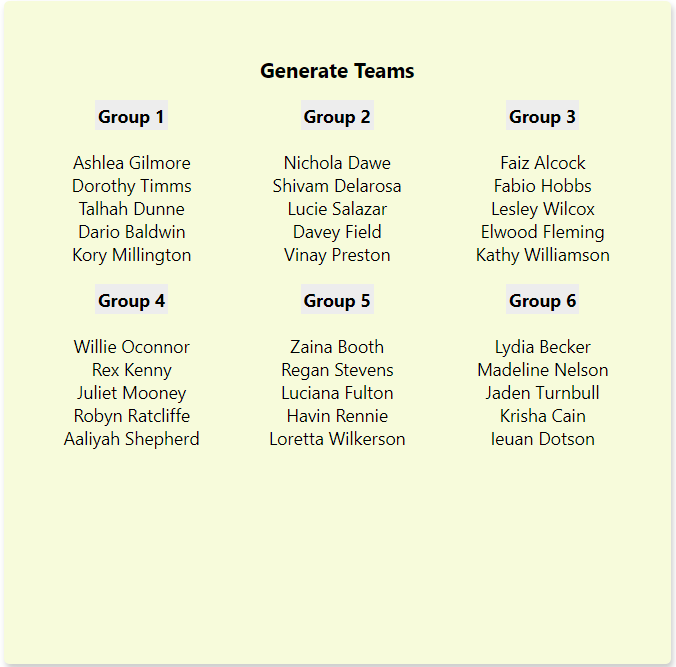 Generate Teams
Group 1
Ashlea Gilmore
Dorothy Timms
Talhah Dunne
Dario Baldwin
Kory Millington
Group 2
Nichola Dawe
Shivam Delarosa
Lucie Salazar
Davey Field
Vinay Preston
Group 3
Faiz Alcock
Fabio Hobbs
Lesley Wilcox
Elwood Fleming
Kathy Williamson
Group 4
Willie Oconnor
Rex Kenny
Juliet Mooney
Robyn Ratcliffe
Aaliyah Shepherd
Group 5
Zaina Booth
Regan Stevens
Luciana Fulton
Havin Rennie
Loretta Wilkerson
Group 6
Lydia Becker
Madeline Nelson
Jaden Turnbull
Krisha Cain
Ieuan Dotson